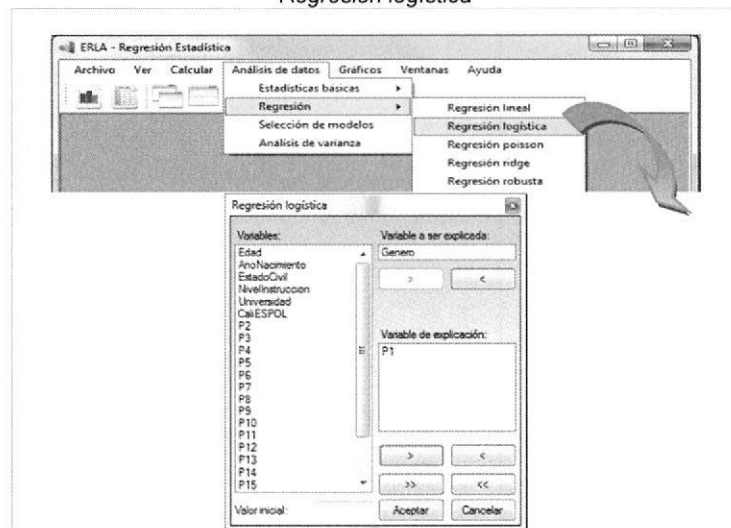 Regresión logística
ERLA - Regresión Estadística
Archivo Ver Calcular Análisis de datos Gráficos Ventanas Ayuda
Estadísticas básicas
Regresión
Selección de modelos
Análisis de varianza
Regresión lineal
Regresión logística
Regresión poisson
Regresión ridge
Regresión robusta
Regresión logística
Variables:
Edad
AnoNacimiento
EstadoCivil
NivelInstruccion
Universidad
CaliESPOL
P2
P3
P4
P5
P6
P7
P8
P9
P10
P11
P12
P13
P14
P15
Variable a ser explicada:
Genero
> <
Variable de explicación:
P1
> <
>> <<
Valor inicial:
Aceptar Cancelar